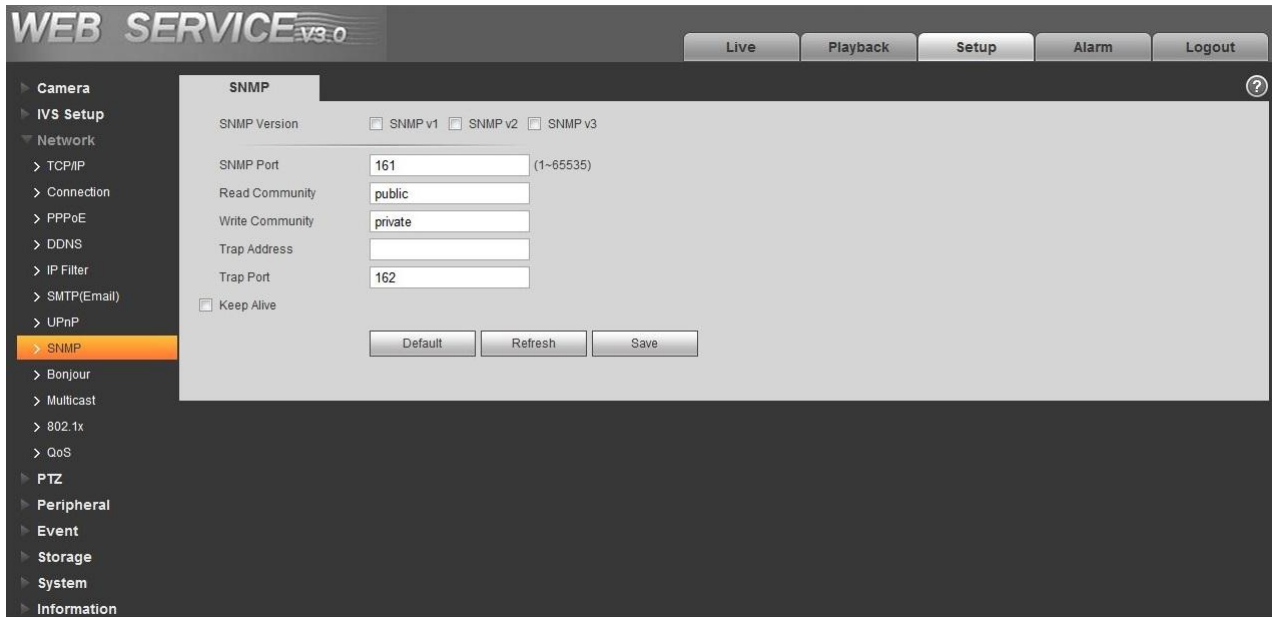 WEB SERVICE V3.0
Live Playback Setup Alarm Logout
Camera
IVS Setup
Network
> TCP/IP
> Connection
> PPPoE
> DDNS
> IP Filter
> SMTP(Email)
> UPnP
> SNMP
> Bonjour
> Multicast
> 802.1x
> QoS
PTZ
Peripheral
Event
Storage
System
Information
SNMP
?
SNMP Version SNMP v1 SNMP v2 SNMP v3
SNMP Port 161 (1~65535)
Read Community public
Write Community private
Trap Address
Trap Port 162
Keep Alive
Default Refresh Save